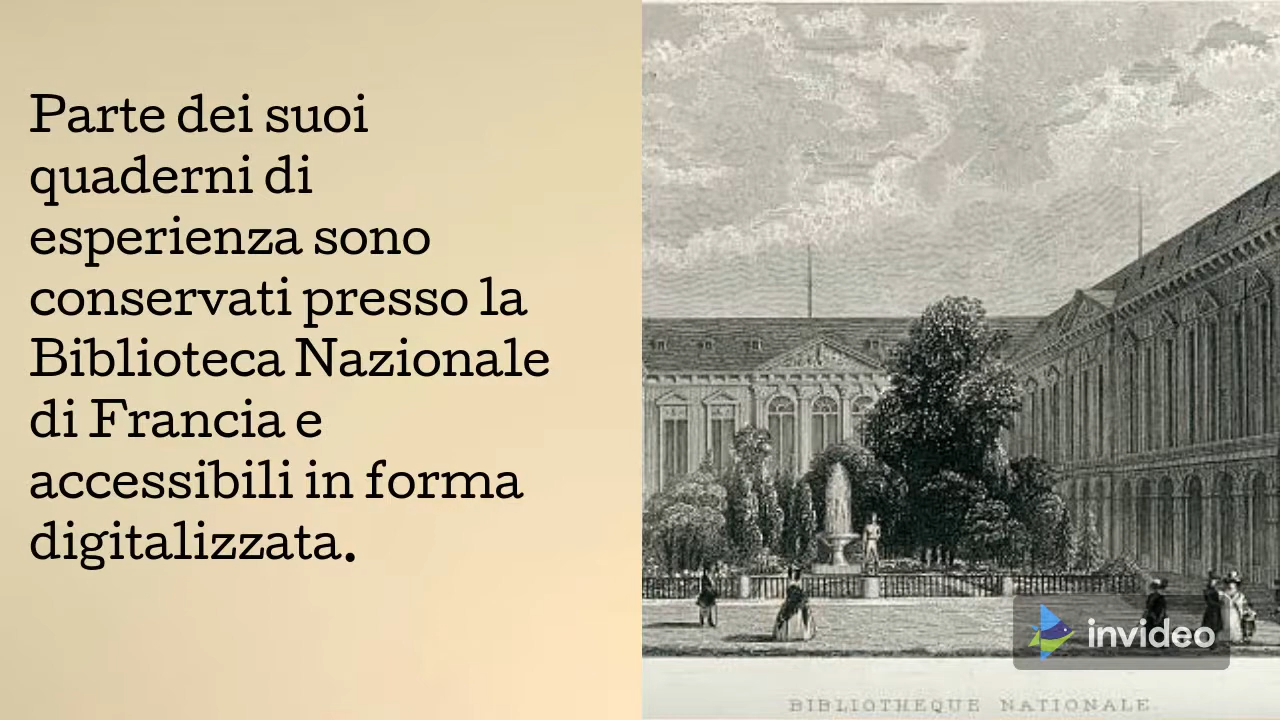 Parte dei suoi
quaderni di
esperienza sono
conservati presso la
Biblioteca Nazionale
di Francia e
accessibili in forma
digitalizzata.
invideo
BIBLIOTHEQUE NATIONALE